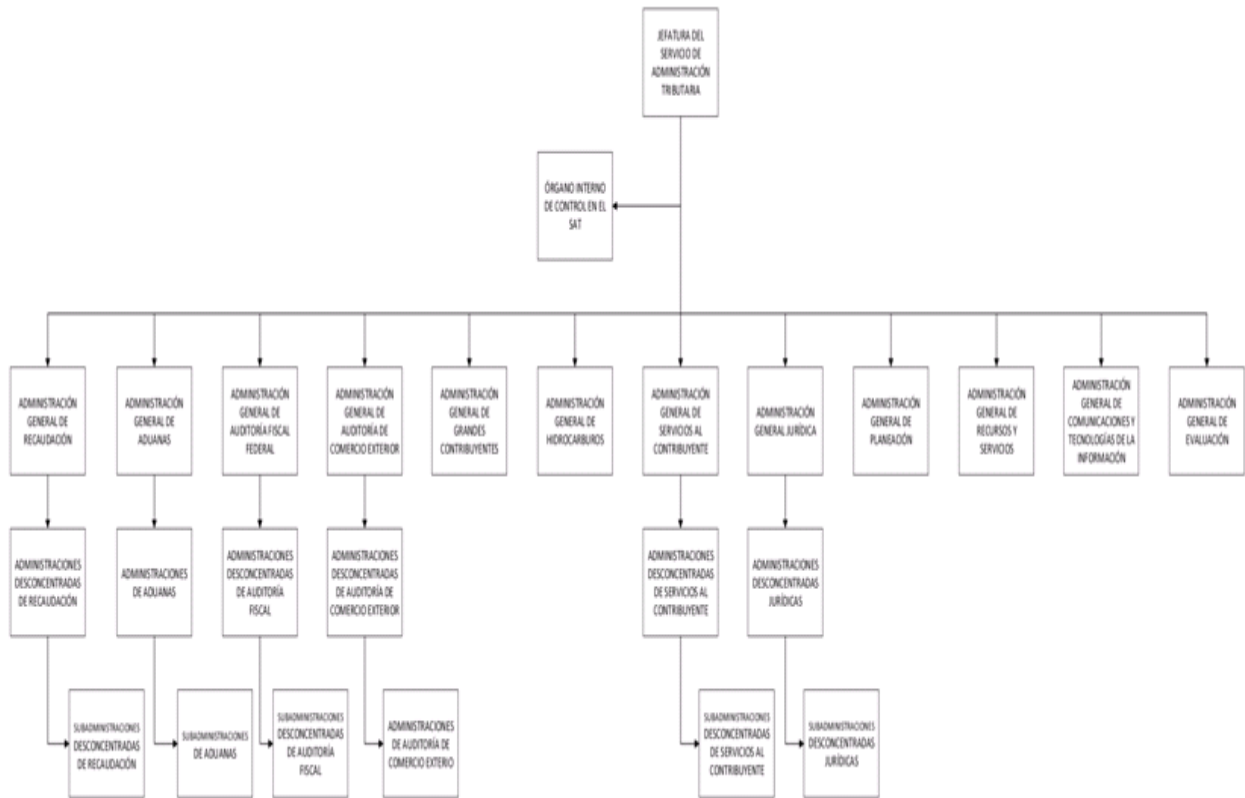 JEFATURA DEL
SERVICIO DE
ADMINISTRACIÓN
TRIBUTARIA
ÓRGANO INTERNO
DE CONTROL EN EL
SAT
ADMINISTRACIÓN
GENERAL DE
RECAUDACIÓN
ADMINISTRACIÓN
GENERAL DE
ADUANAS
ADMINISTRACIÓN
GENERAL DE
AUDITORÍA FISCAL
FEDERAL
ADMINISTRACIÓN
GENERAL DE
AUDITORÍA DE
COMERCIO EXTERIOR
ADMINISTRACIÓN
GENERAL DE
GRANDES
CONTRIBUYENTES
ADMINISTRACIÓN
GENERAL DE
HIDROCARBUROS
ADMINISTRACIÓN
GENERAL DE
SERVICIOS AL
CONTRIBUYENTE
ADMINISTRACIÓN
GENERAL JURÍDICA
ADMINISTRACIÓN
GENERAL DE
PLANEACIÓN
ADMINISTRACIÓN
GENERAL DE
RECURSOS Y
SERVICIOS
ADMINISTRACIÓN
GENERAL DE
COMUNICACIONES Y
TECNOLOGÍAS DE LA
INFORMACIÓN
ADMINISTRACIÓN
GENERAL DE
EVALUACIÓN
ADMINISTRACIONES
DESCONCENTRADAS
DE RECAUDACIÓN
ADMINISTRACIONES
DE ADUANAS
ADMINISTRACIONES
DESCONCENTRADAS
DE AUDITORÍA
FISCAL
ADMINISTRACIONES
DESCONCENTRADAS
DE AUDITORÍA DE
COMERCIO EXTERIOR
ADMINISTRACIONES
DESCONCENTRADAS
DE SERVICIOS AL
CONTRIBUYENTE
ADMINISTRACIONES
DESCONCENTRADAS
JURÍDICAS
SUBADMINISTRACIONES
DESCONCENTRADAS
DE RECAUDACIÓN
SUBADMINISTRACIONES
DE ADUANAS
SUBADMINISTRACIONES
DESCONCENTRADAS
DE AUDITORÍA
FISCAL
ADMINISTRACIONES
DE AUDITORÍA DE
COMERCIO EXTERIO
SUBADMINISTRACIONES
DESCONCENTRADAS
DE SERVICIOS AL
CONTRIBUYENTE
SUBADMINISTRACIONES
DESCONCENTRADAS
JURÍDICAS